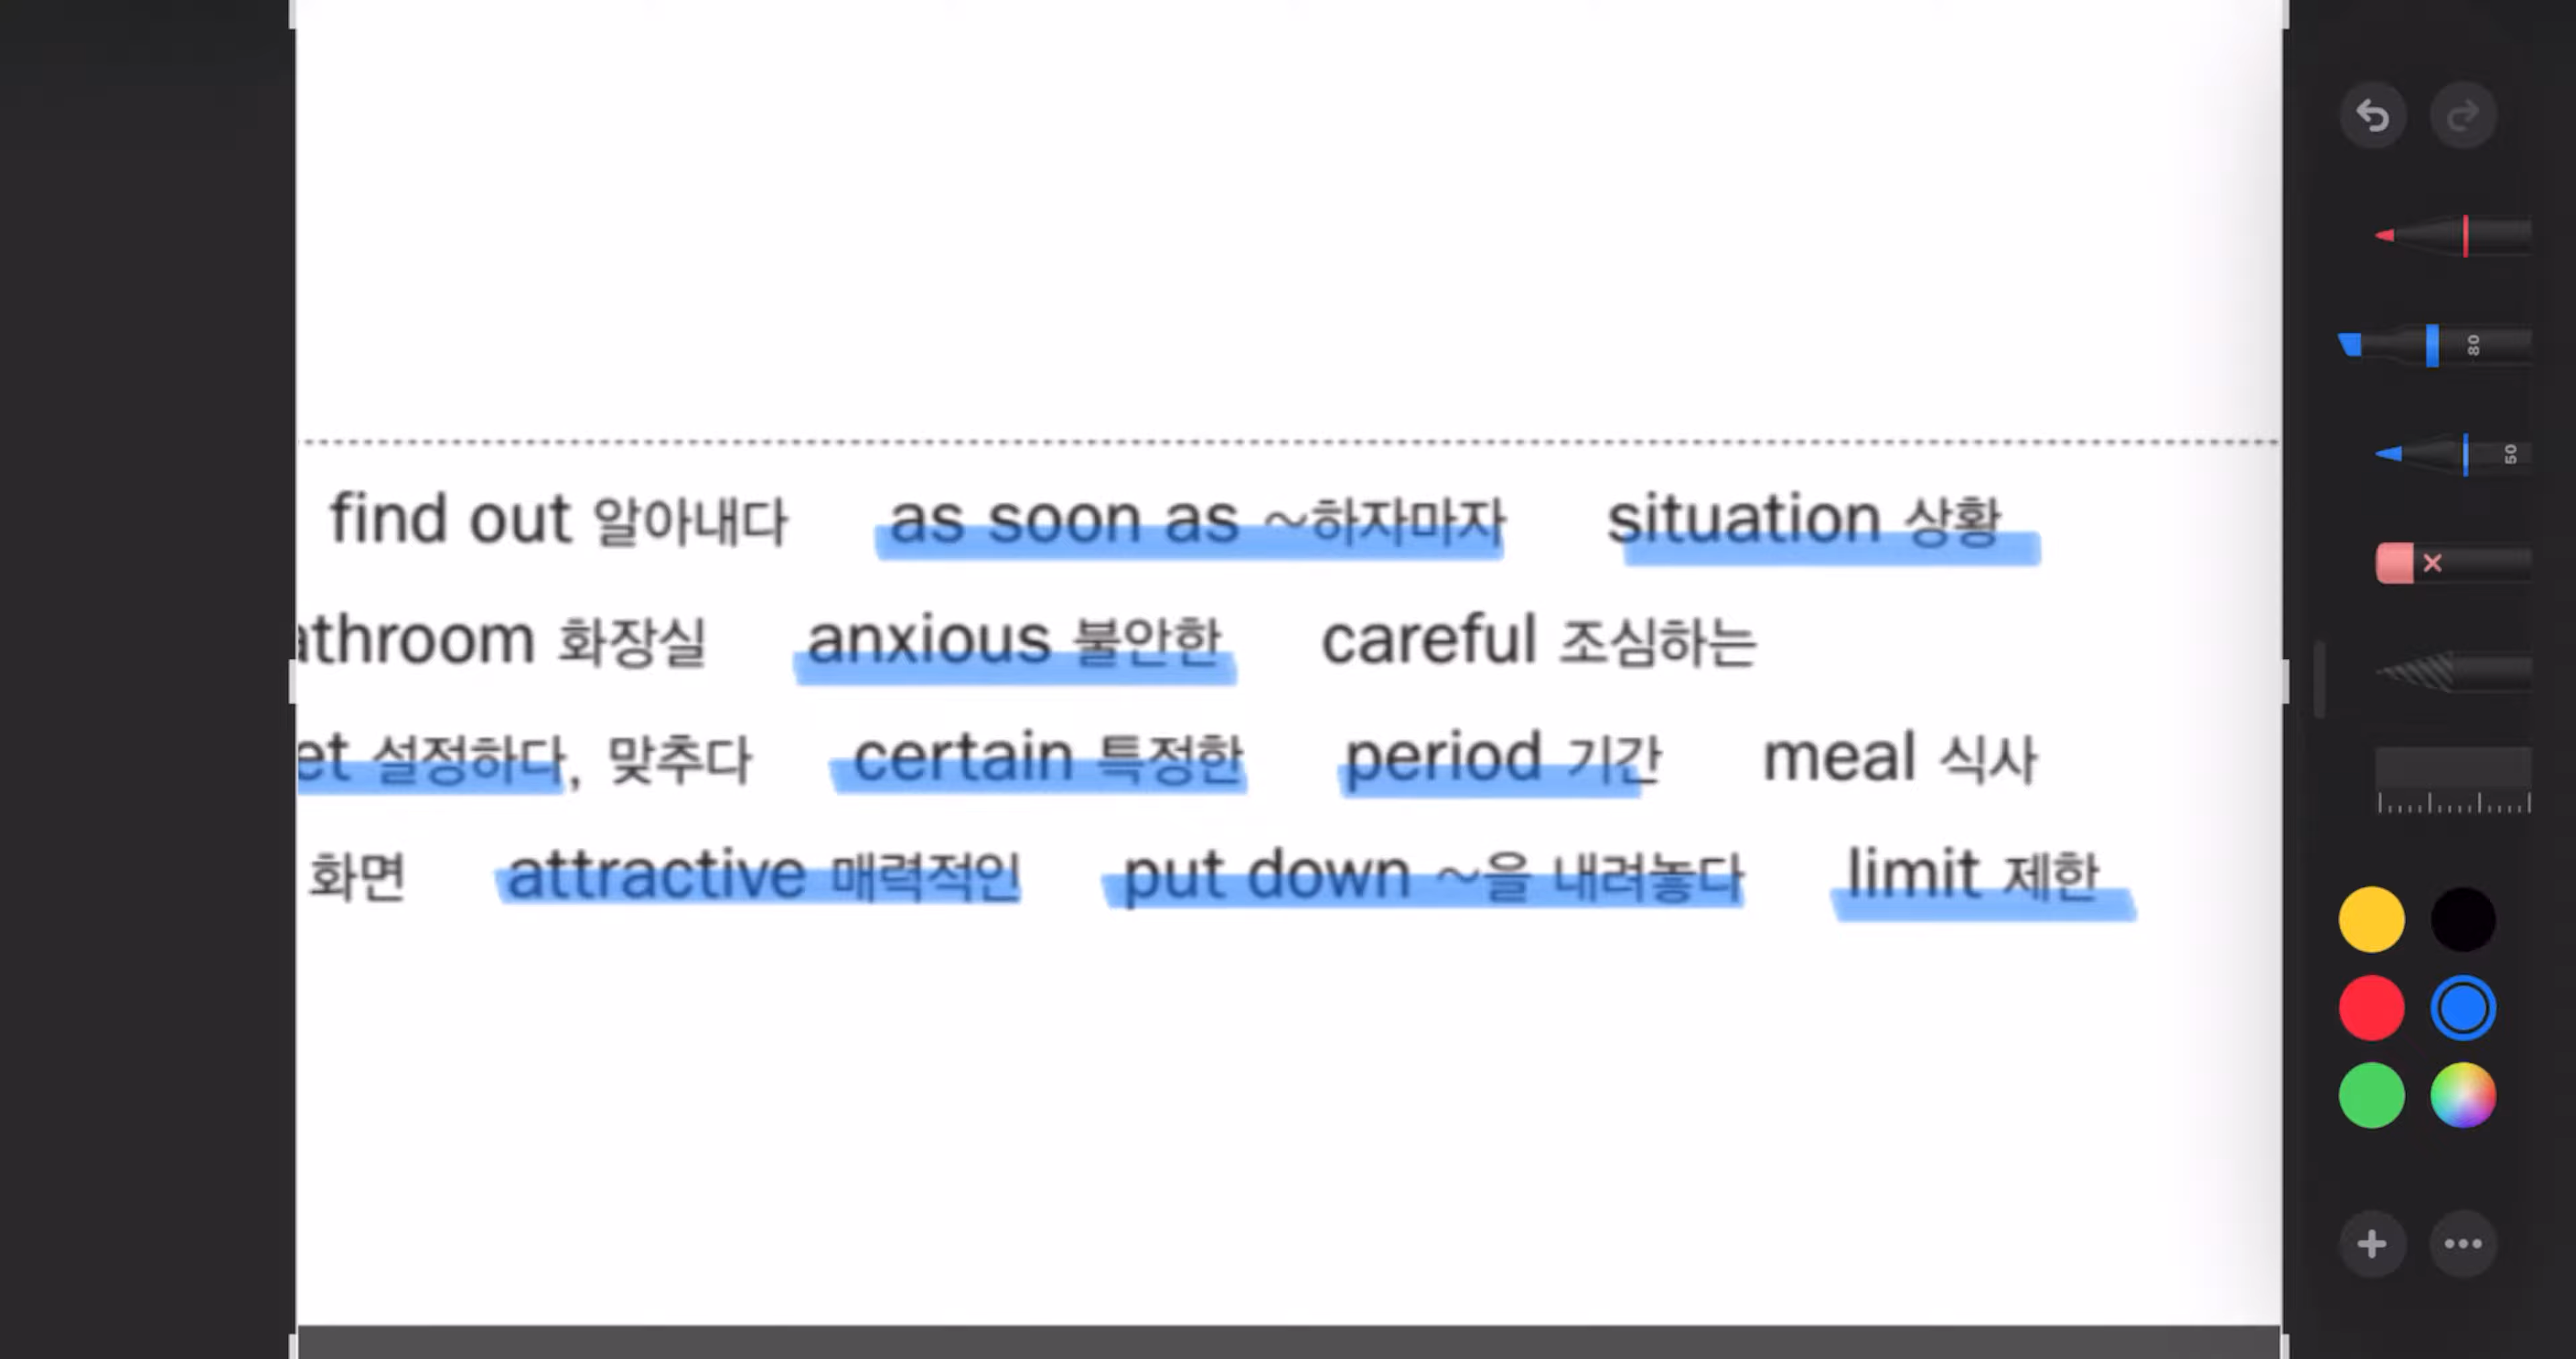 find out 알아내다 as soon as ~하자마자 situation 상황
athroom 화장실 anxious 불안한 careful 조심하는
et 설정하다, 맞추다 certain 특정한 period 기간 meal 식사
화면 attractive 매력적인 put down ~을 내려놓다 limit 제한
80
50